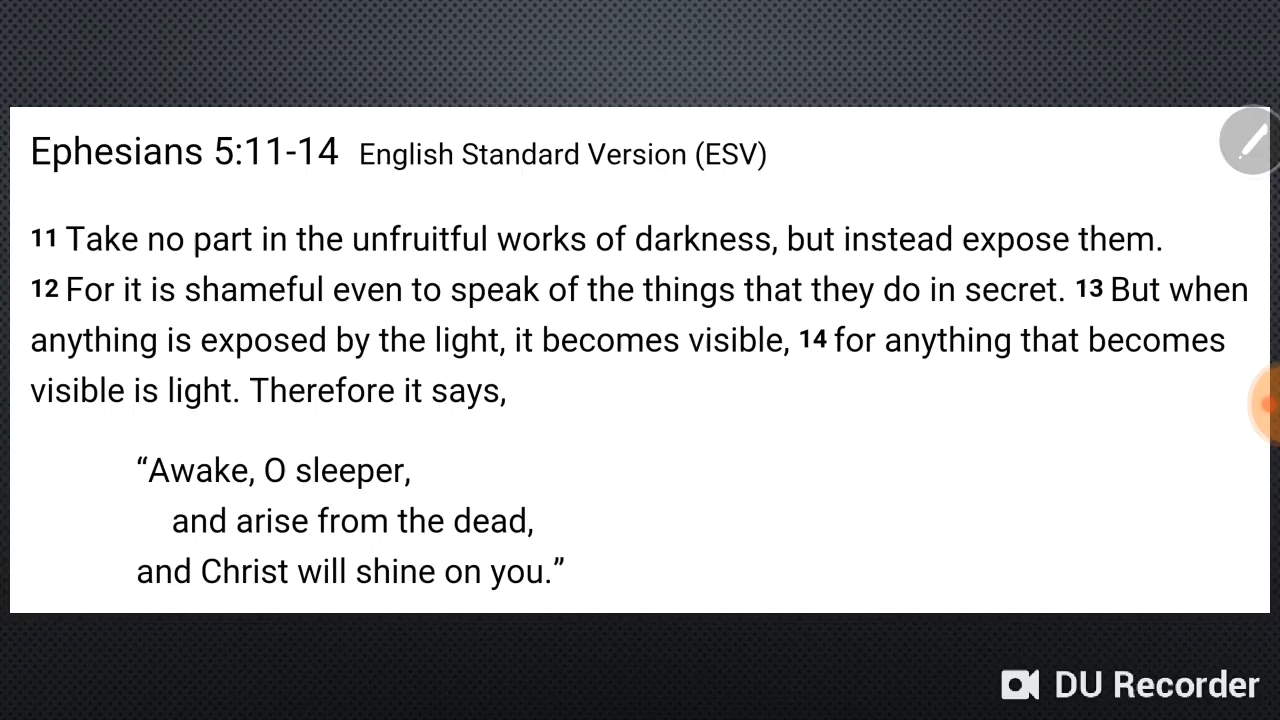 Ephesians 5:11-14 English Standard Version (ESV)
11 Take no part in the unfruitful works of darkness, but instead expose them.
12 For it is shameful even to speak of the things that they do in secret. 13 But when
anything is exposed by the light, it becomes visible, 14 for anything that becomes
visible is light. Therefore it says,
“Awake, O sleeper,
and arise from the dead,
and Christ will shine on you.”
DU Recorder